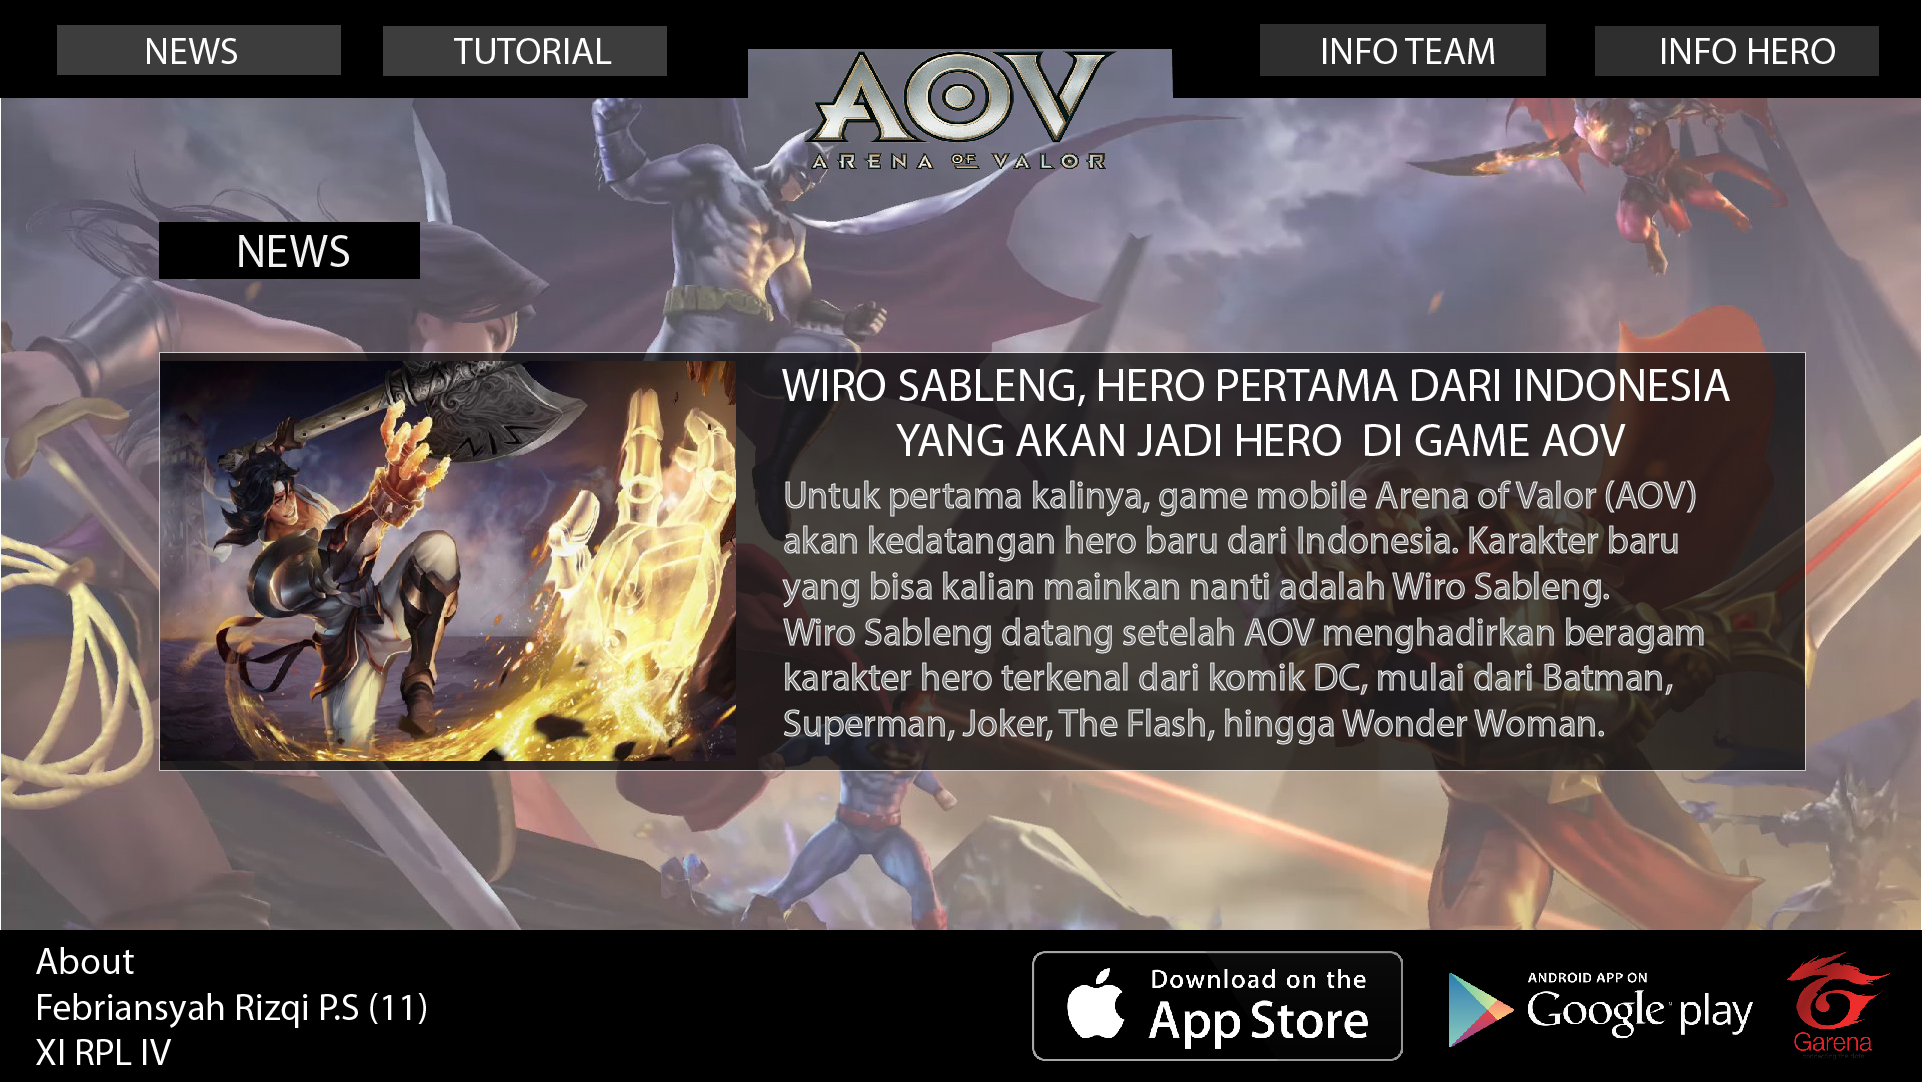 NEWS
TUTORIAL
AOV
ARENA OF VALOR
INFO TEAM
INFO HERO
NEWS
WIRO SABLENG, HERO PERTAMA DARI INDONESIA
YANG AKAN JADI HERO DI GAME AOV
Untuk pertama kalinya, game mobile Arena of Valor (AOV)
akan kedatangan hero baru dari Indonesia. Karakter baru
yang bisa kalian mainkan nanti adalah Wiro Sableng.
Wiro Sableng datang setelah AOV menghadirkan beragam
karakter hero terkenal dari komik DC, mulai dari Batman,
Superman, Joker, The Flash, hingga Wonder Woman.
About
Febriansyah Rizqi P.S (11)
XI RPL IV
Download on the
App Store
ANDROID APP ON
Google play
Garena